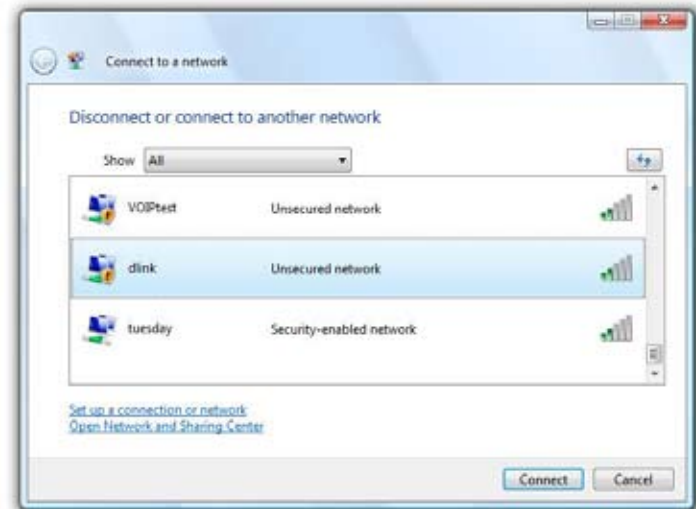 Connect to a network
Disconnect or connect to another network
Show All
VOIPtest Unsecured network
dlink Unsecured network
tuesday Security-enabled network
Set up a connection or network
Open Network and Sharing Center
Connect Cancel